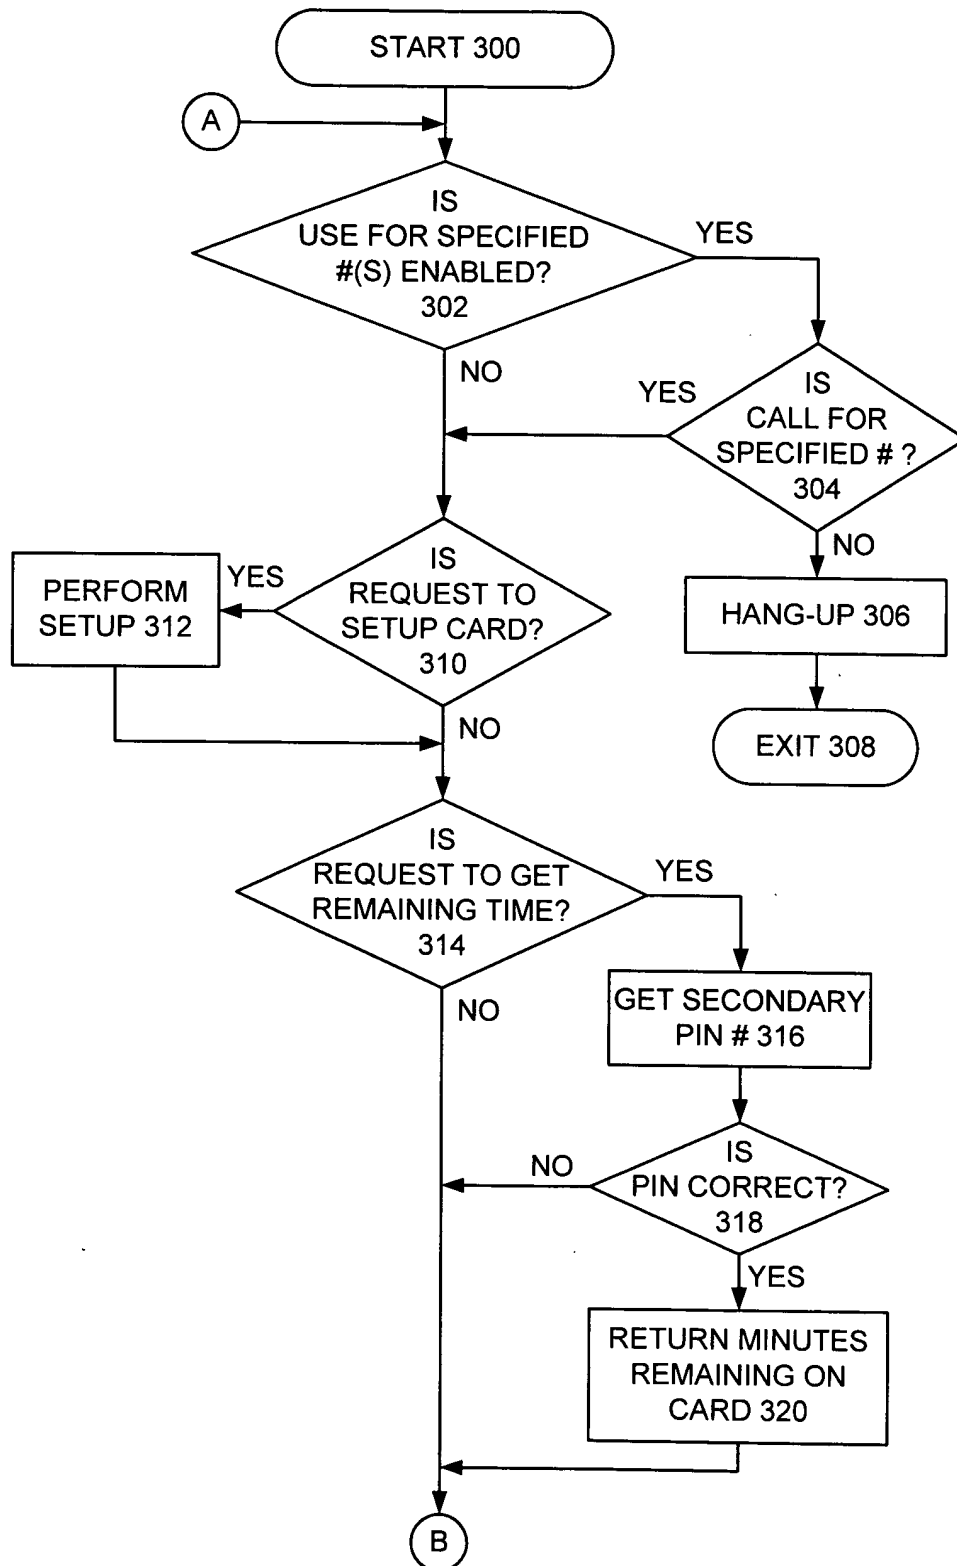 START 300
A
IS
USE FOR SPECIFIED
#(S) ENABLED?
302
YES
NO
IS
CALL FOR
SPECIFIED # ?
304
YES
NO
HANG-UP 306
EXIT 308
IS
REQUEST TO
SETUP CARD?
310
YES
PERFORM
SETUP 312
NO
IS
REQUEST TO GET
REMAINING TIME?
314
YES
NO
GET SECONDARY
PIN # 316
IS
PIN CORRECT?
318
NO
YES
RETURN MINUTES
REMAINING ON
CARD 320
B